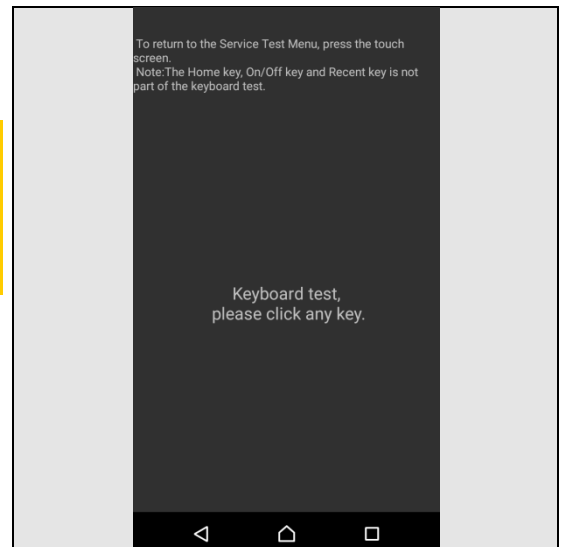 To return to the Service Test Menu, press the touch
screen.
Note:The Home key, On/Off key and Recent key is not
part of the keyboard test.
Keyboard test,
please click any key.